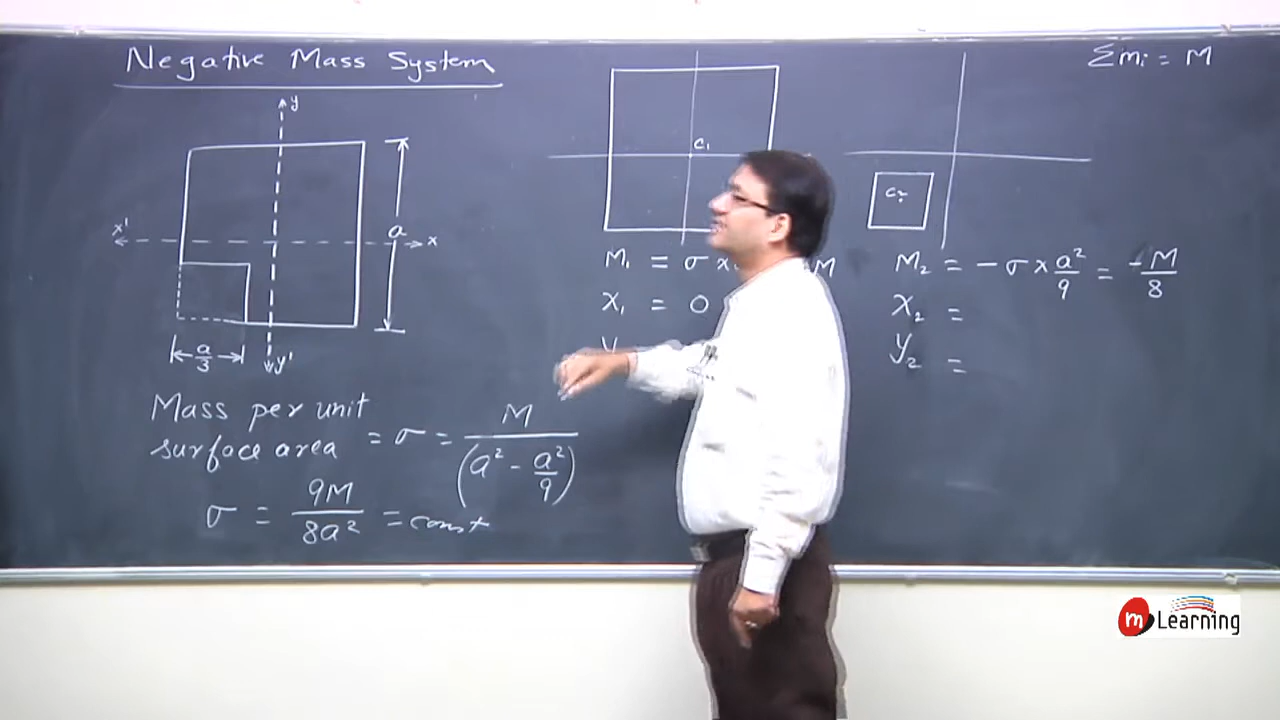 Negative Mass System
Σmᵢ = M
y
x'
x
a
a/3
y'
C₁
C₂
M₁ = σ ×
M
X₁ = 0
M₂ = -σ × a²/9 = -M/8
X₂ =
Y₂ =
Mass per unit
surface area = σ = M/(a² - a²/9)
σ = 9M/8a² = const
m Learning